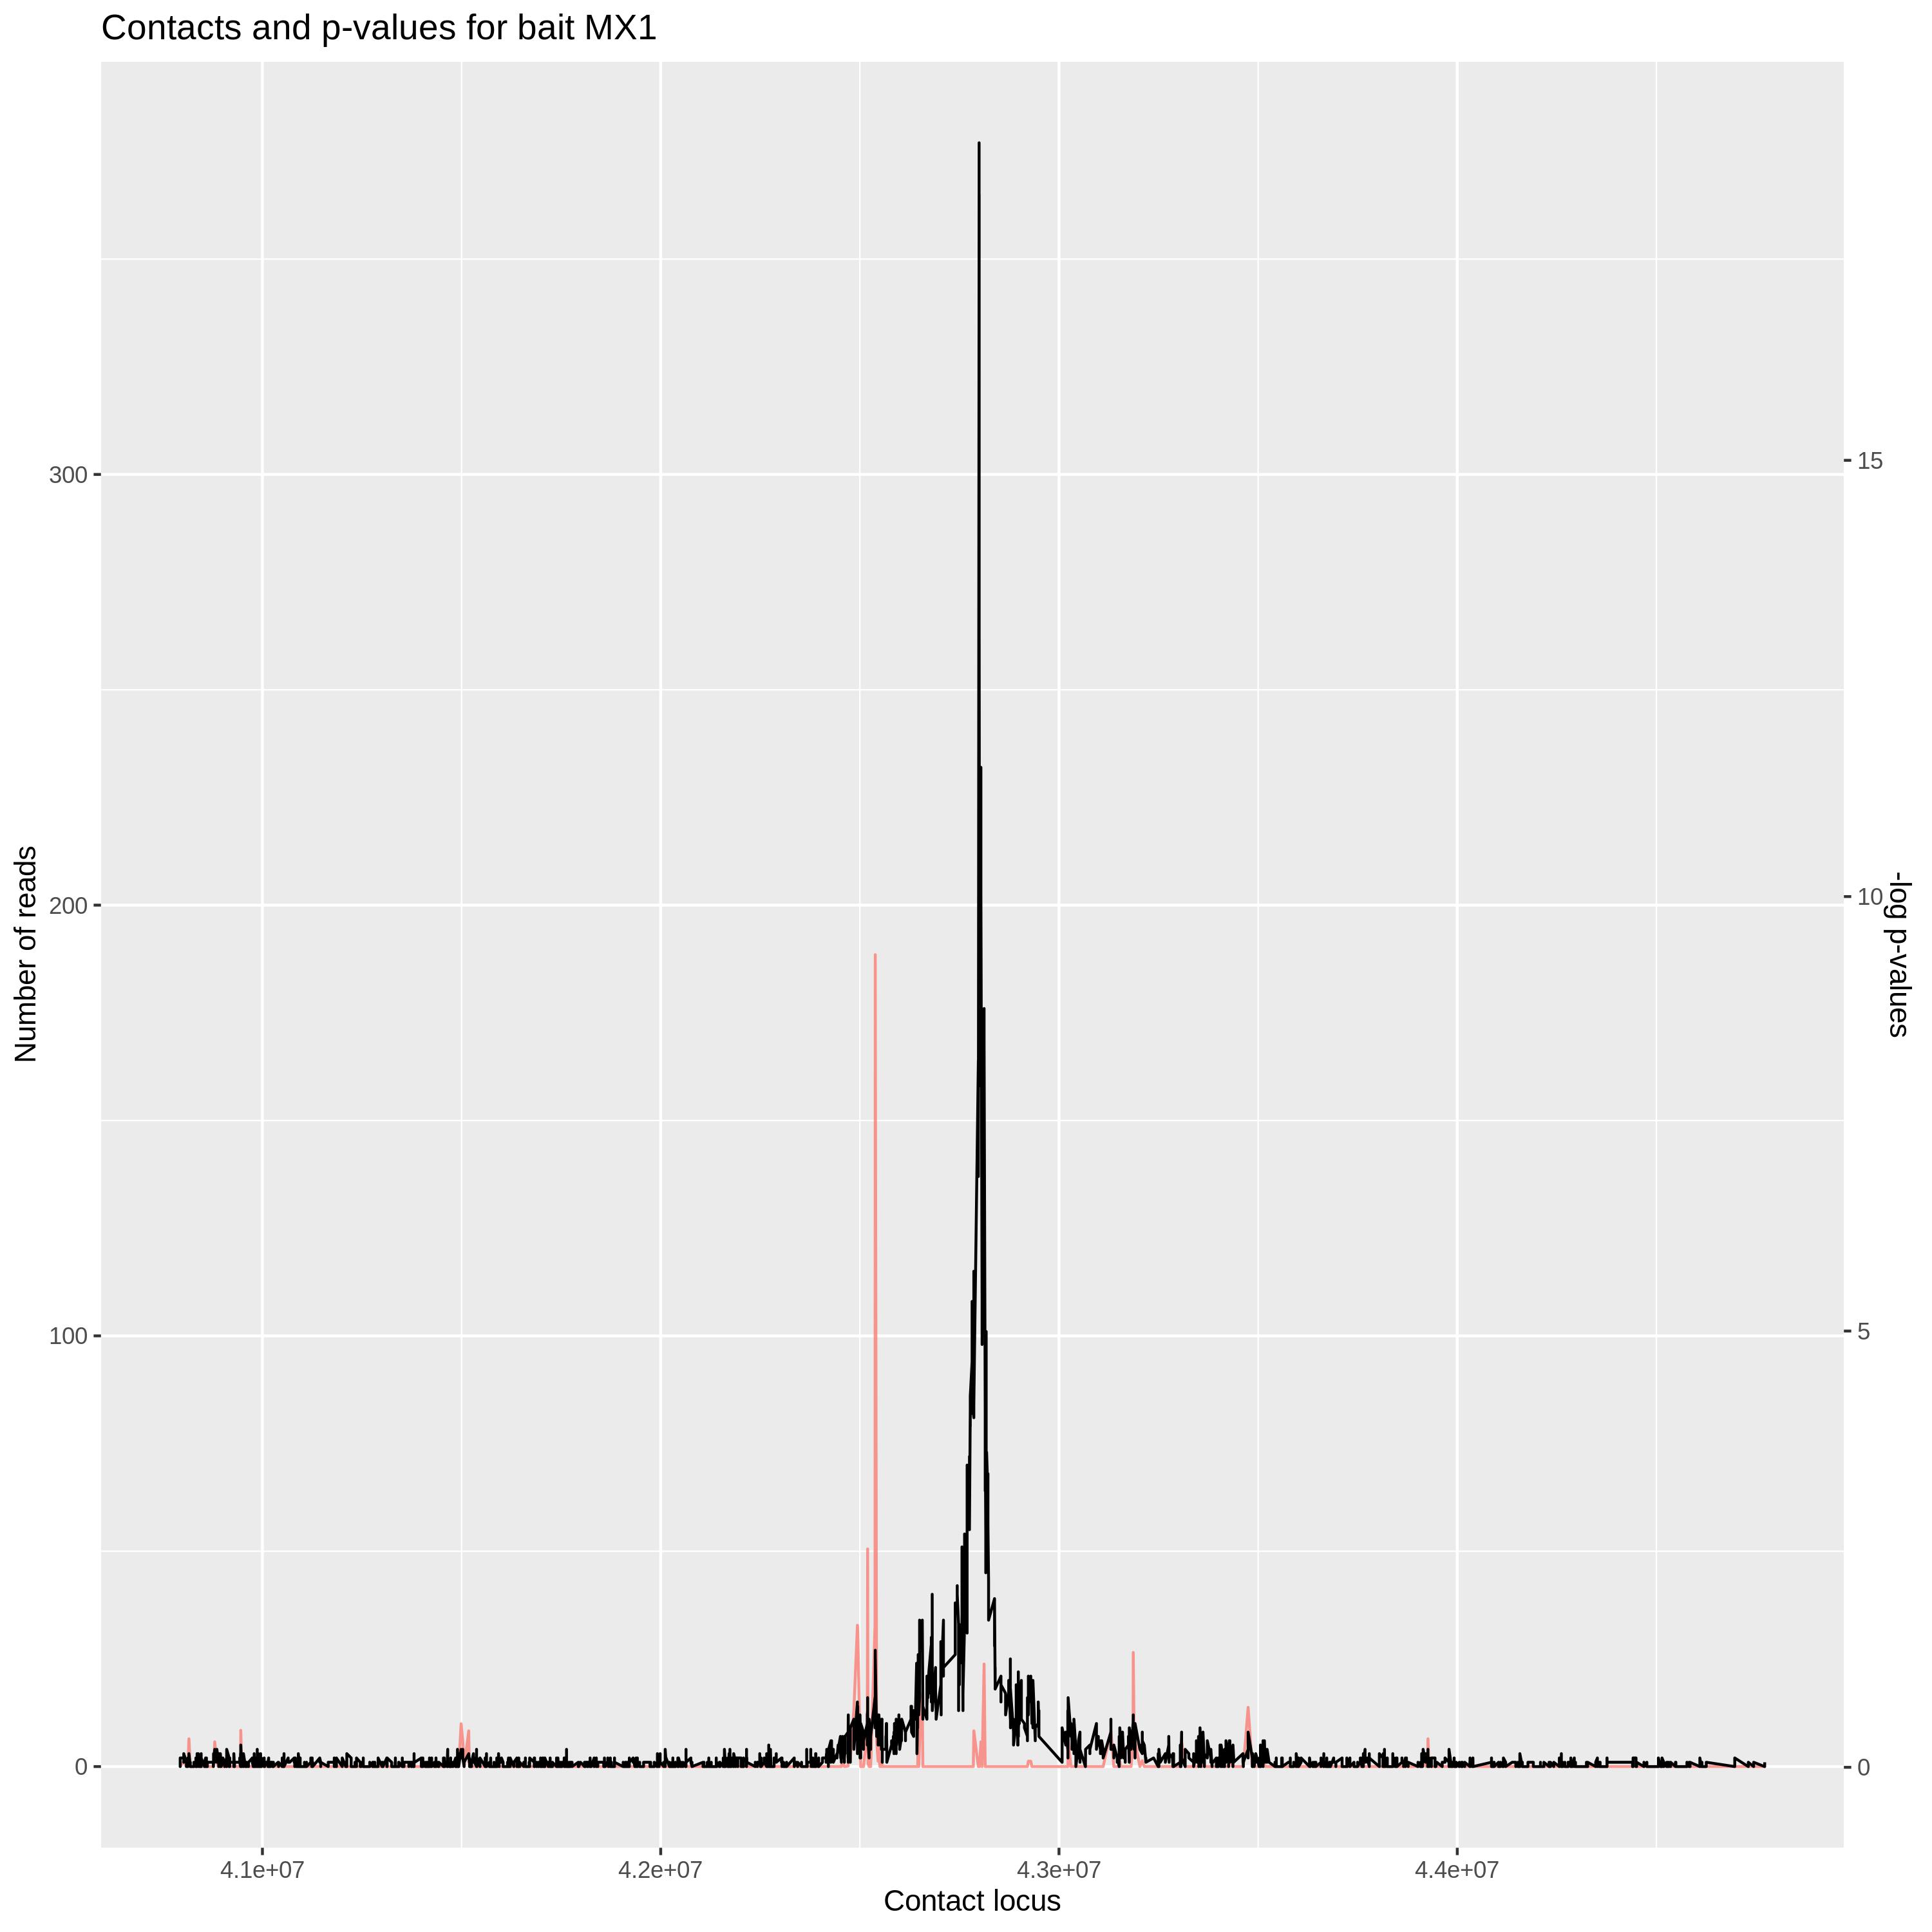 Contacts and p-values for bait MX1
Number of reads
300
200
100
0
15
10
5
0
-log p-values
4.1e+07
4.2e+07
4.3e+07
4.4e+07
Contact locus